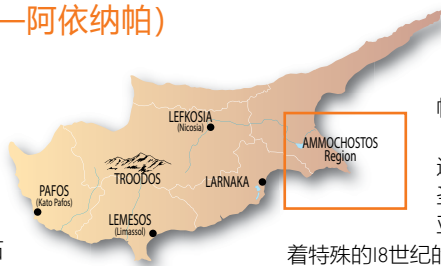 —阿依纳帕)
LEFKOSIA
(Nicosia)
AMMOCHOSTOS
Region
TROODOS
LARNAKA
PAFOS
(Kato Pafos)
LEMESOS
(Limassol)
着特殊的18世纪的